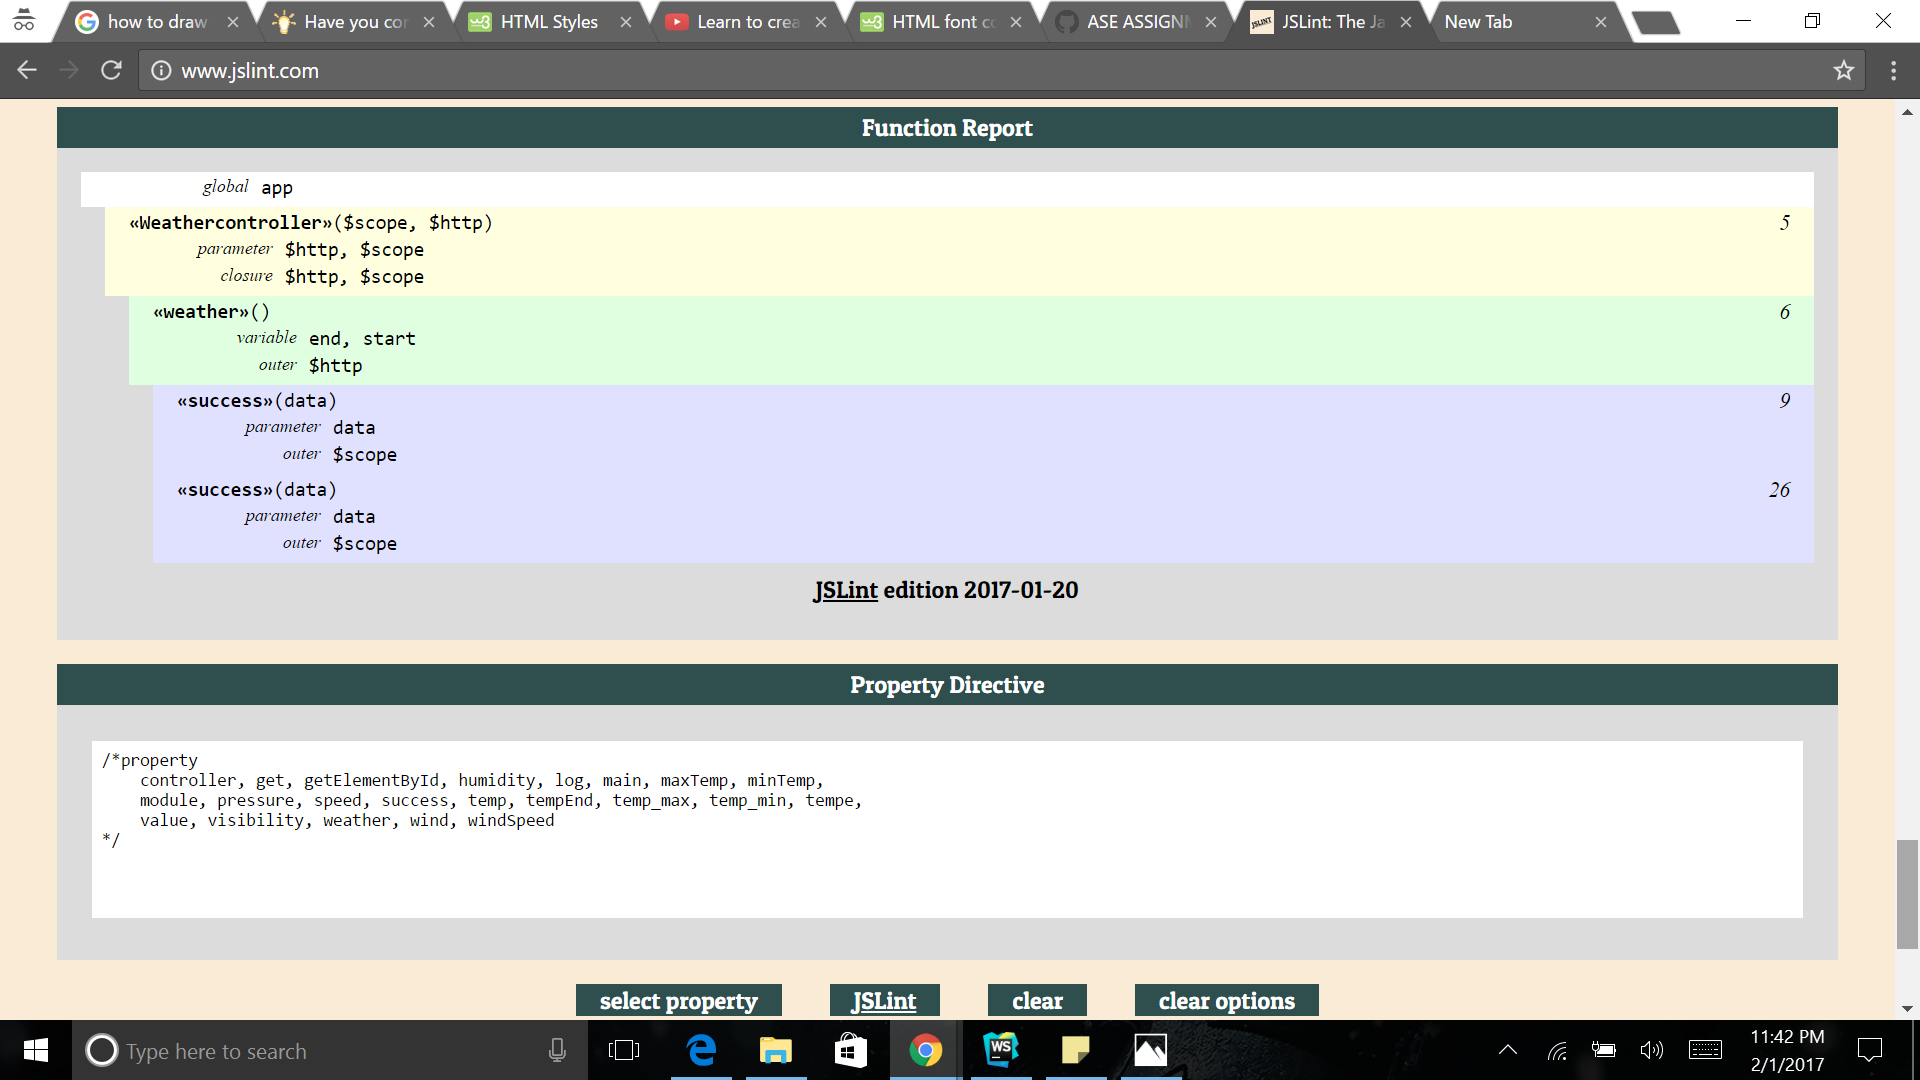 how to draw
Have you cor
HTML Styles
Learn to crea
HTML font co
ASE ASSIGNM
JSLint: The Ja
New Tab
www.jslint.com
Function Report
global app
«Weathercontroller»($scope, $http) 5
parameter $http, $scope
closure $http, $scope
«weather»() 6
variable end, start
outer $http
«success»(data) 9
parameter data
outer $scope
«success»(data) 26
parameter data
outer $scope
JSLint edition 2017-01-20
Property Directive
/*property
controller, get, getElementById, humidity, log, main, maxTemp, minTemp,
module, pressure, speed, success, temp, tempEnd, temp_max, temp_min, tempe,
value, visibility, weather, wind, windSpeed
*/
select property
JSLint
clear
clear options
Type here to search
WS
11:42 PM
2/1/2017